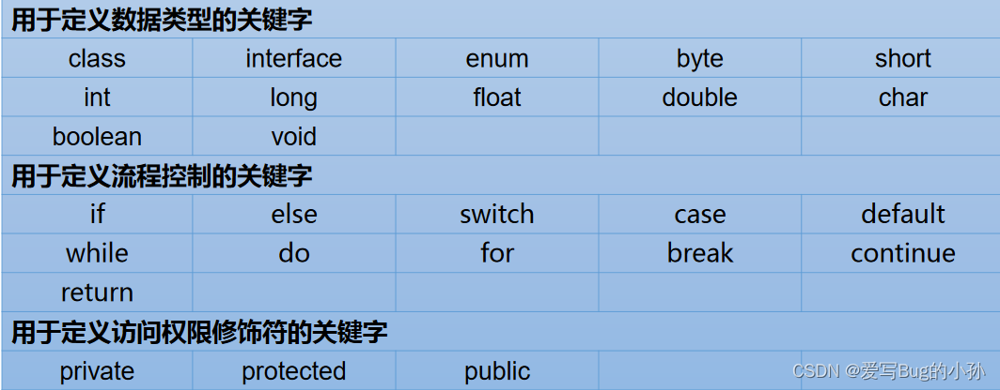 用于定义数据类型的关键字
class interface enum byte short
int long float double char
boolean void
用于定义流程控制的关键字
if else switch case default
while do for break continue
return
用于定义访问权限修饰符的关键字
private protected public
CSDN @爱写Bug的小孙